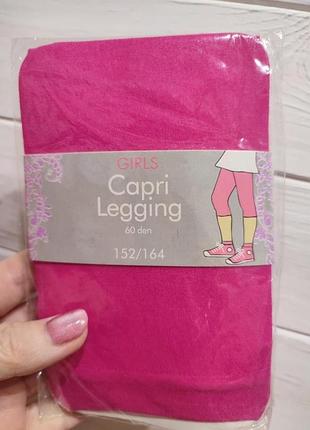 GIRLS
Capri
Legging
60 den
152/164